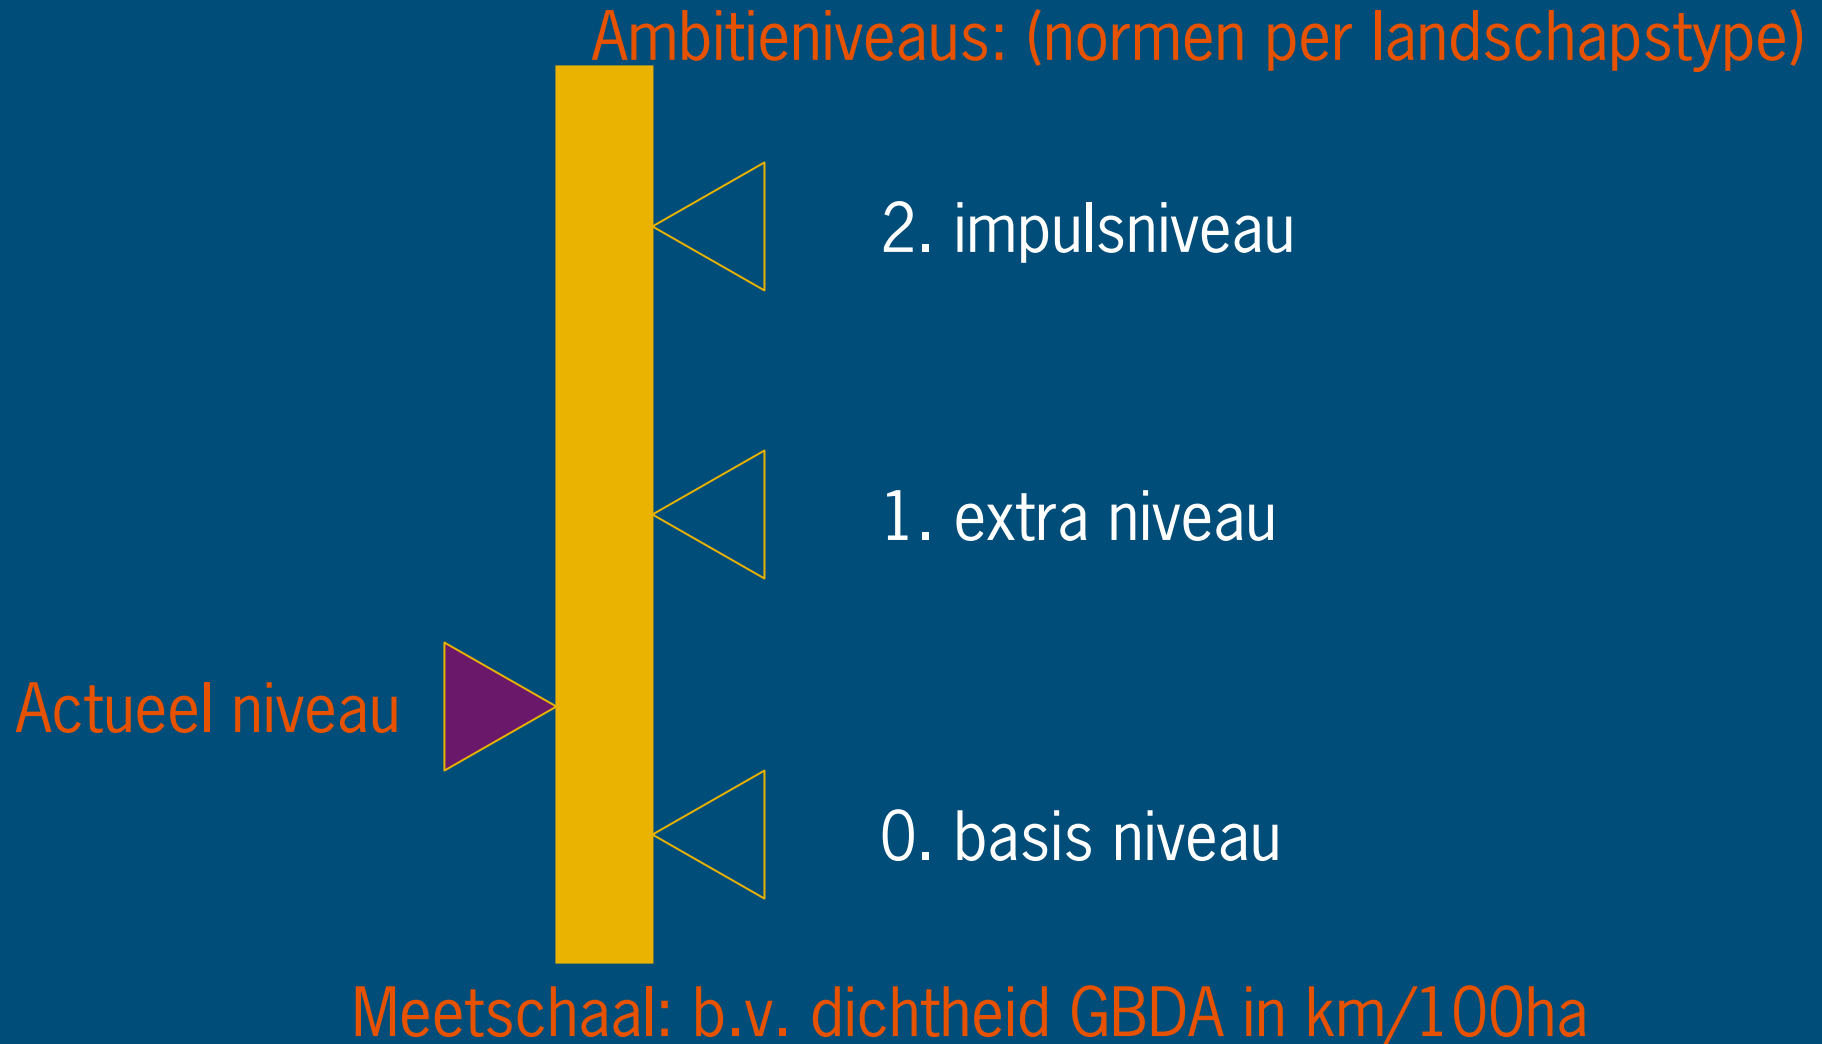 Ambitieniveaus: (normen per landschapstype)
2. impulsniveau
1. extra niveau
Actueel niveau
0. basis niveau
Meetschaal: b.v. dichtheid GBDA in km/100ha